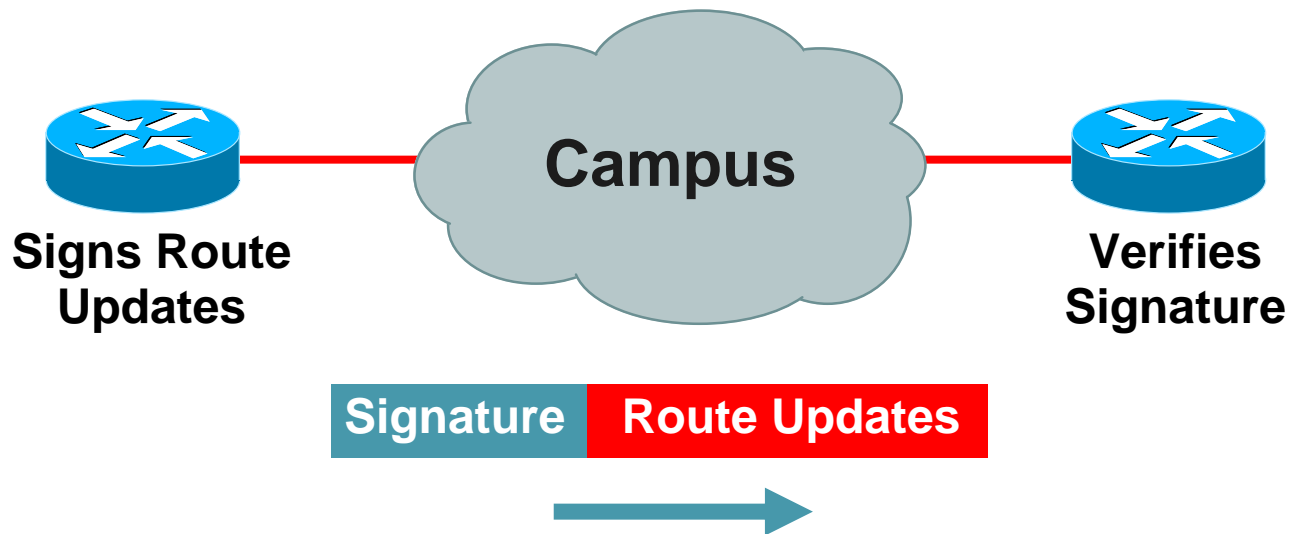 Campus
Signs Route
Updates
Verifies
Signature
Signature Route Updates